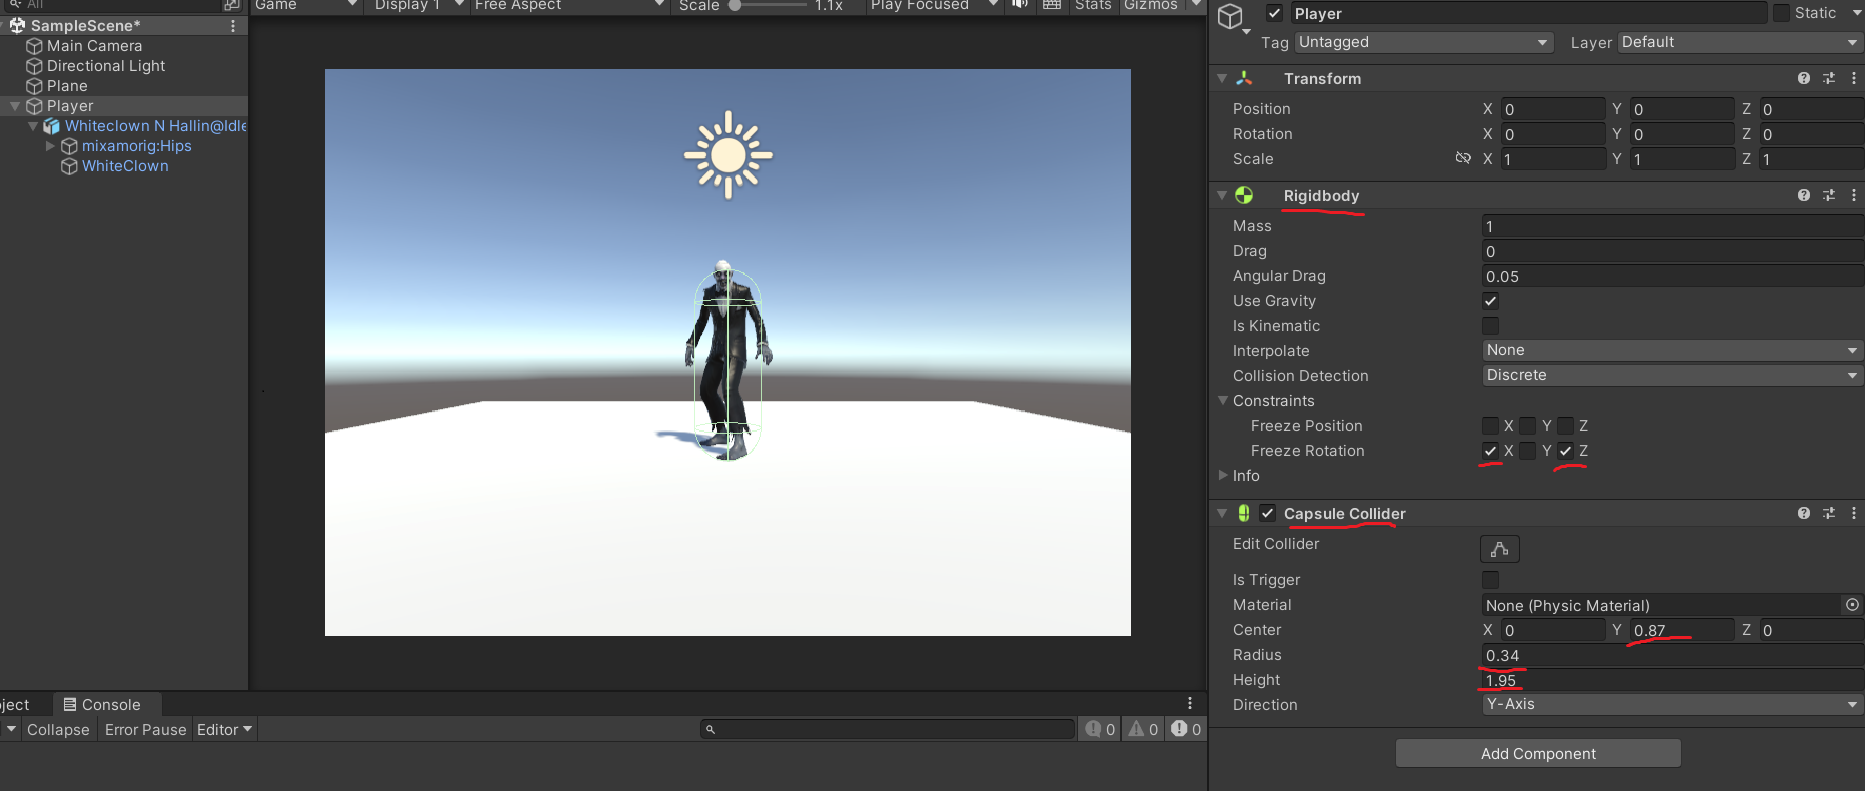 All
Game Display 1 Free Aspect Scale 1.1x Play Focused Stats Gizmos
SampleScene*
Main Camera
Directional Light
Plane
Player
Whiteclown N Hallin@Idle
mixamorig:Hips
WhiteClown
Player Static
Tag Untagged Layer Default
Transform
Position X 0 Y 0 Z 0
Rotation X 0 Y 0 Z 0
Scale X 1 Y 1 Z 1
Rigidbody
Mass 1
Drag 0
Angular Drag 0.05
Use Gravity
Is Kinematic
Interpolate None
Collision Detection Discrete
Constraints
Freeze Position X Y Z
Freeze Rotation X Y Z
Info
Capsule Collider
Edit Collider
Is Trigger
Material None (Physic Material)
Center X 0 Y 0.87 Z 0
Radius 0.34
Height 1.95
Direction Y-Axis
Add Component
ject Console
Collapse Error Pause Editor 0 0 0